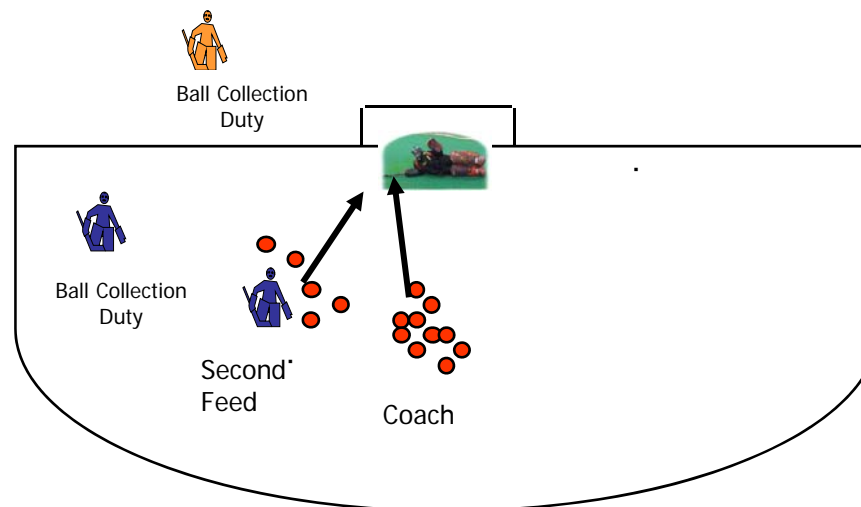 Ball Collection
Duty
Ball Collection
Duty
Second
Feed
Coach